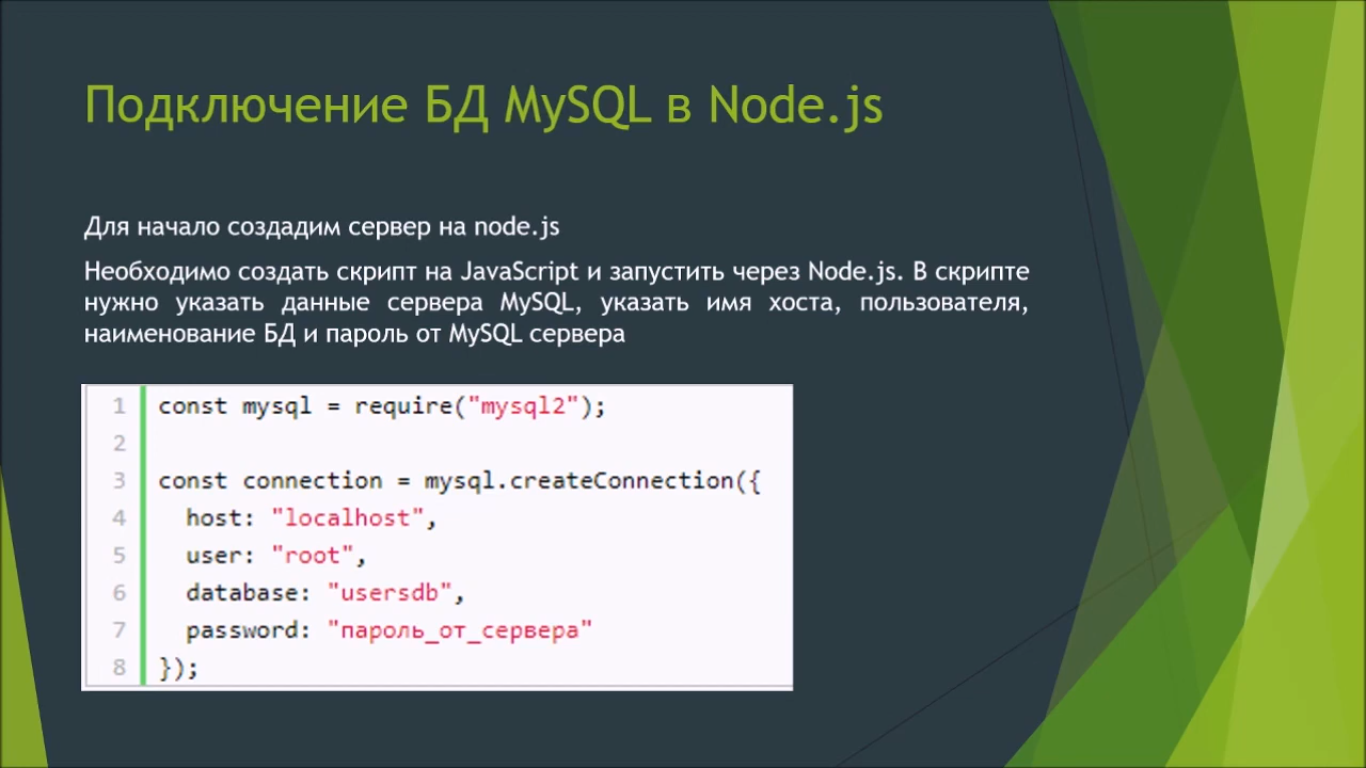 Подключение БД MySQL в Node.js
Для начало создадим сервер на node.js
Необходимо создать скрипт на JavaScript и запустить через Node.js. В скрипте
нужно указать данные сервера MySQL, указать имя хоста, пользователя,
наименование БД и пароль от MySQL сервера
1 const mysql = require("mysql2");
2
3 const connection = mysql.createConnection({
4 host: "localhost",
5 user: "root",
6 database: "usersdb",
7 password: "пароль_от_сервера"
8 });